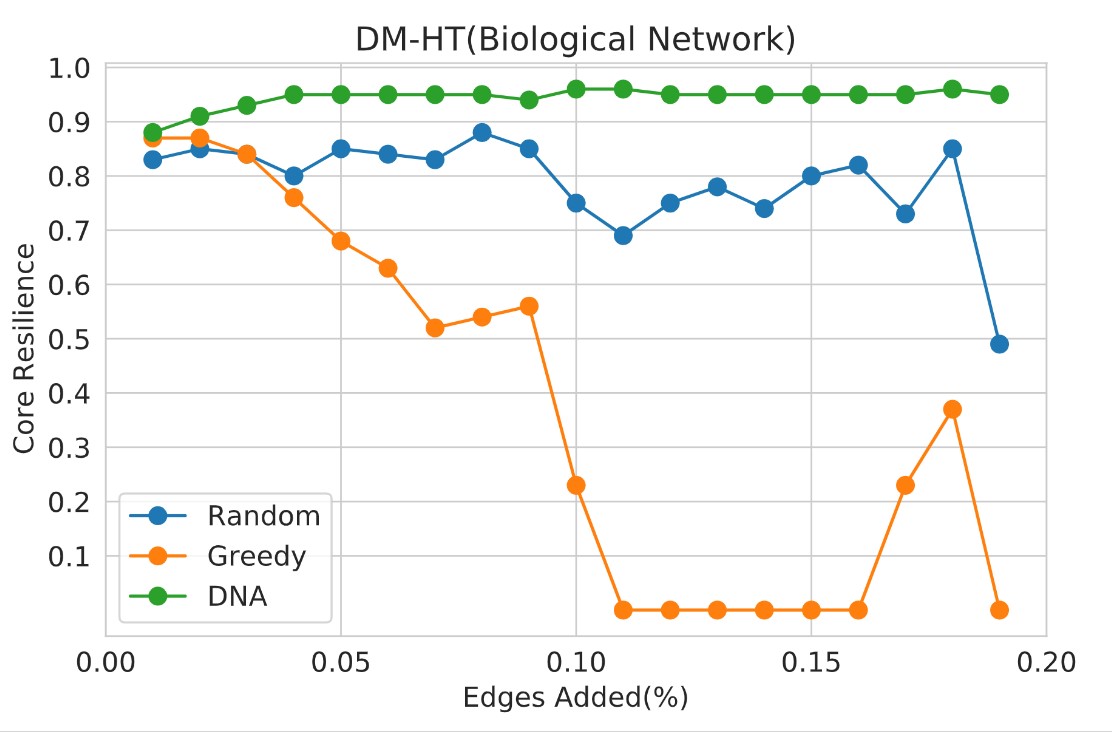 DM-HT(Biological Network)
1.0
0.9
0.8
0.7
0.6
0.5
0.4
0.3
0.2
0.1
Core Resilience
Random
Greedy
DNA
0.00 0.05 0.10 0.15 0.20
Edges Added(%)